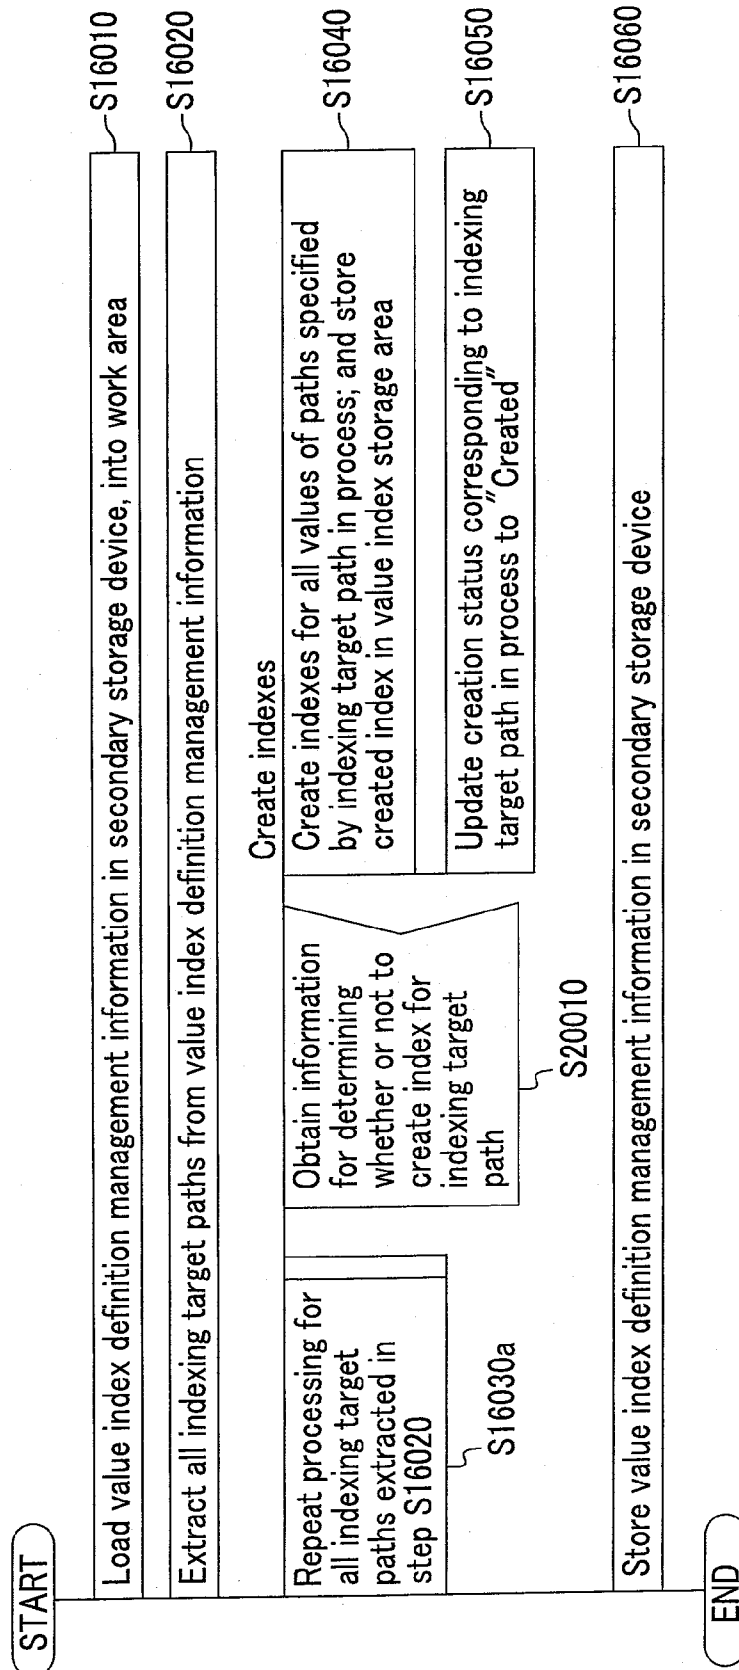 START
Load value index definition management information in secondary storage device, into work area
S16010
Extract all indexing target paths from value index definition management information
S16020
Repeat processing for
all indexing target
paths extracted in
step S16020
S16030a
Obtain information
for determining
whether or not to
create index for
indexing target
path
S20010
Create indexes
Create indexes for all values of paths specified
by indexing target path in process; and store
created index in value index storage area
S16040
Update creation status corresponding to indexing
target path in process to "Created"
S16050
Store value index definition management information in secondary storage device
S16060
END